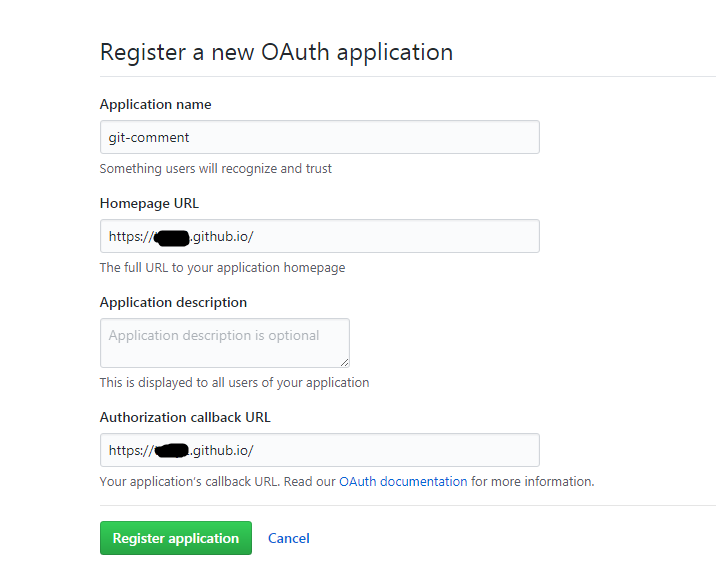 Register a new OAuth application
Application name
git-comment
Something users will recognize and trust
Homepage URL
https://.github.io/
The full URL to your application homepage
Application description
Application description is optional
This is displayed to all users of your application
Authorization callback URL
https://.github.io/
Your application's callback URL. Read our OAuth documentation for more information.
Register application Cancel